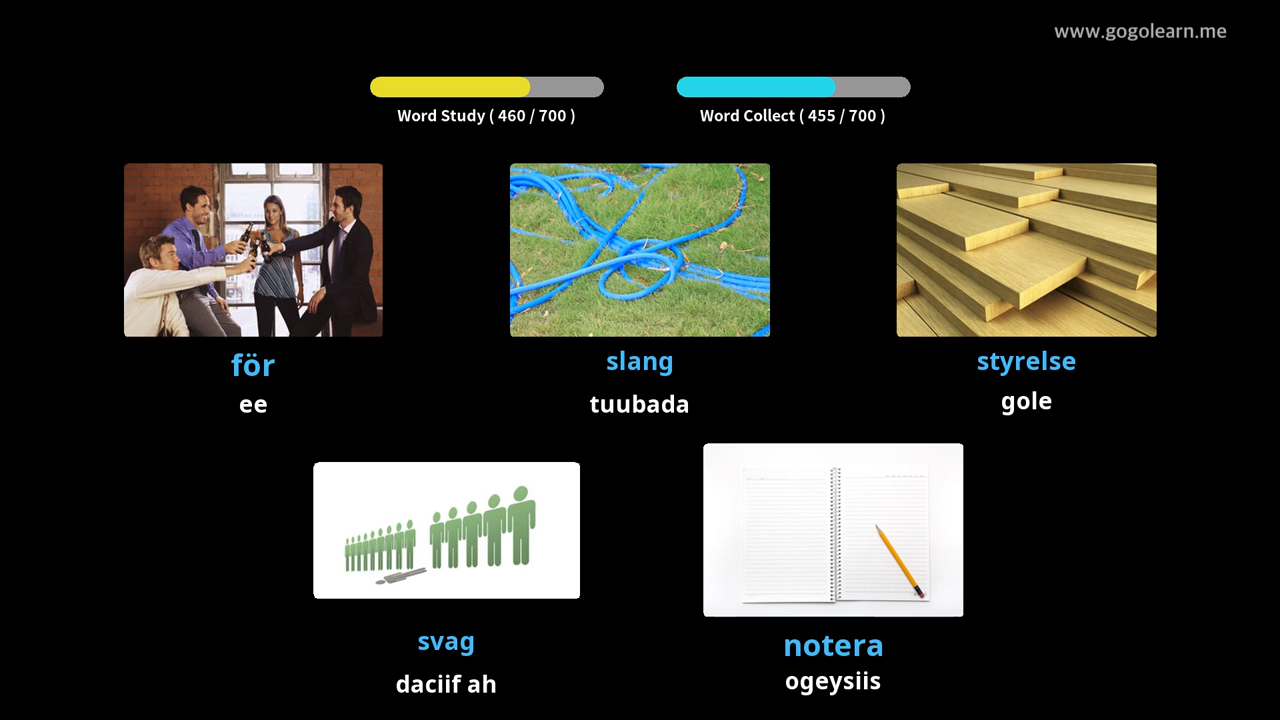 www.gogolearn.me
Word Study ( 460 / 700 )
Word Collect ( 455 / 700 )
för
ee
slang
tuubada
styrelse
gole
svag
daciif ah
notera
ogeysiis